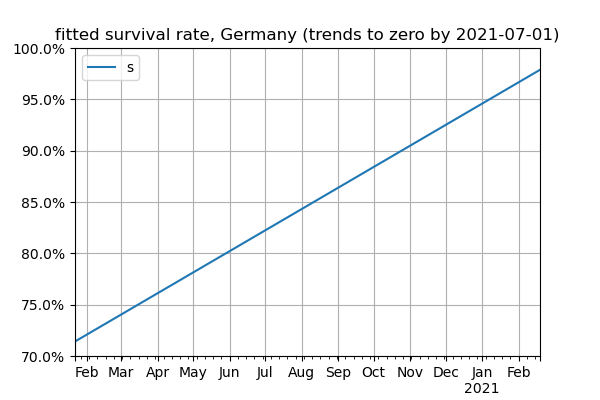 fitted survival rate, Germany (trends to zero by 2021-07-01)
100.0%
s
95.0%
90.0%
85.0%
80.0%
75.0%
70.0%
Feb Mar Apr May Jun Jul Aug Sep Oct Nov Dec Jan Feb
2021